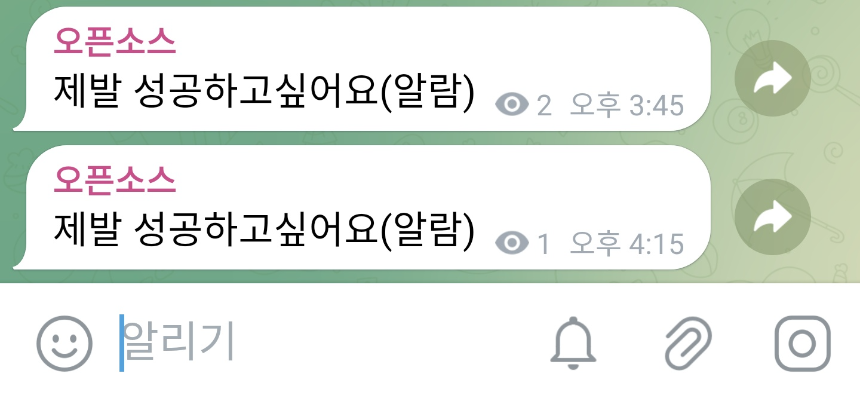 오픈소스
제발 성공하고싶어요(알람) 2 오후 3:45
오픈소스
제발 성공하고싶어요(알람) 1 오후 4:15
알리기